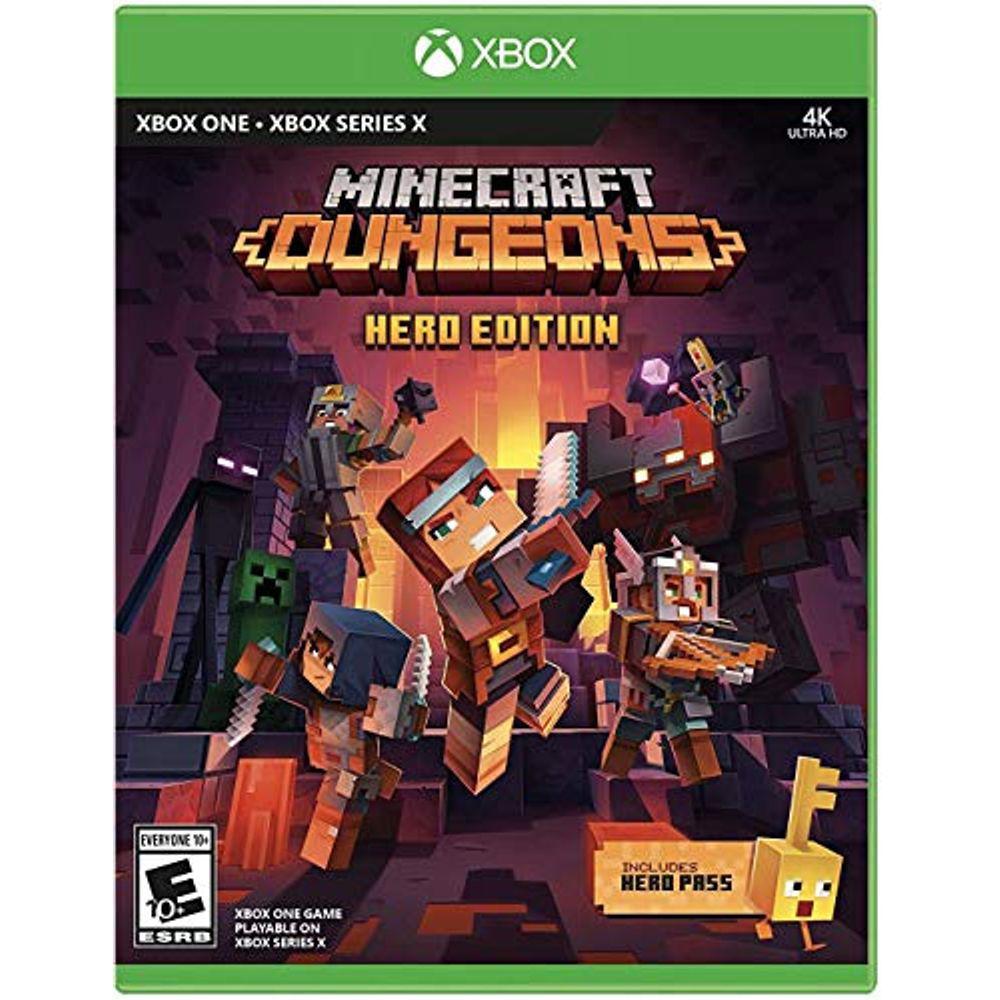 XBOX
XBOX ONE • XBOX SERIES X
4K
ULTRA HD
MINECRAFT
DUNGEONS
HERO EDITION
EVERYONE 10+
E
10+
ESRB
XBOX ONE GAME
PLAYABLE ON
XBOX SERIES X
INCLUDES
HERO PASS